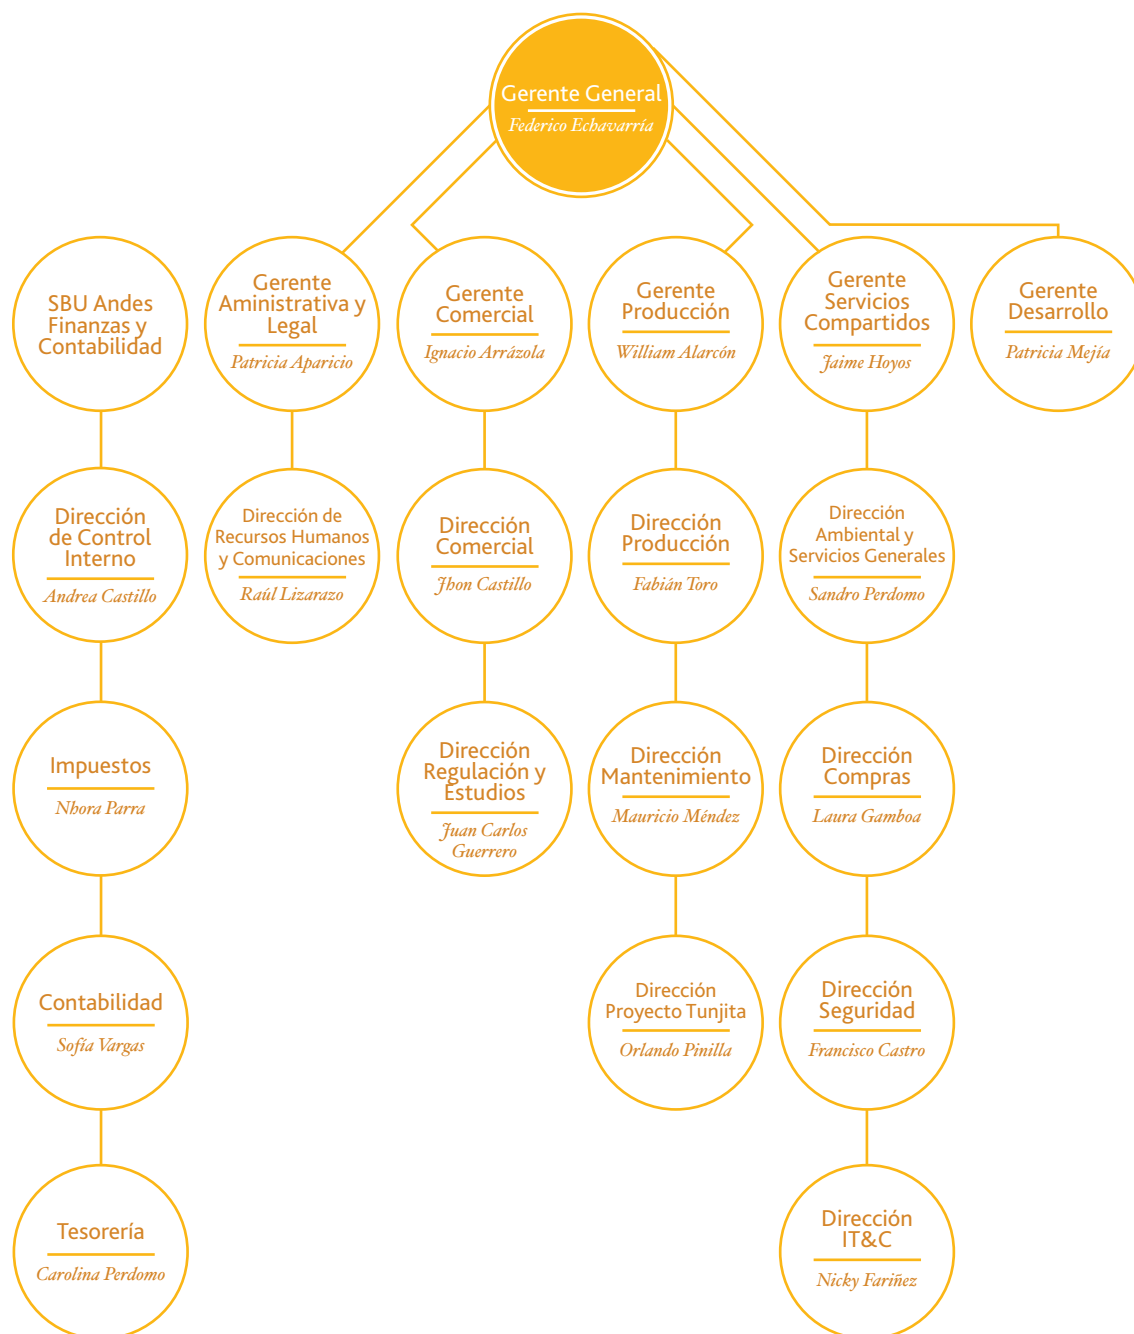 Gerente General
Federico Echavarría
SBU Andes
Finanzas y
Contabilidad
Gerente
Aministrativa y
Legal
Patricia Aparicio
Gerente
Comercial
Ignacio Arrázola
Gerente
Producción
William Alarcón
Gerente
Servicios
Compartidos
Jaime Hoyos
Gerente
Desarrollo
Patricia Mejía
Dirección
de Control
Interno
Andrea Castillo
Dirección de
Recursos Humanos
y Comunicaciones
Raúl Lizarazo
Dirección
Comercial
Jhon Castillo
Dirección
Producción
Fabián Toro
Dirección
Ambiental y
Servicios Generales
Sandro Perdomo
Impuestos
Nhora Parra
Dirección
Regulación y
Estudios
Juan Carlos
Guerrero
Dirección
Mantenimiento
Mauricio Méndez
Dirección
Compras
Laura Gamboa
Contabilidad
Sofía Vargas
Dirección
Proyecto Tunjita
Orlando Pinilla
Dirección
Seguridad
Francisco Castro
Tesorería
Carolina Perdomo
Dirección
IT&C
Nicky Fariñez